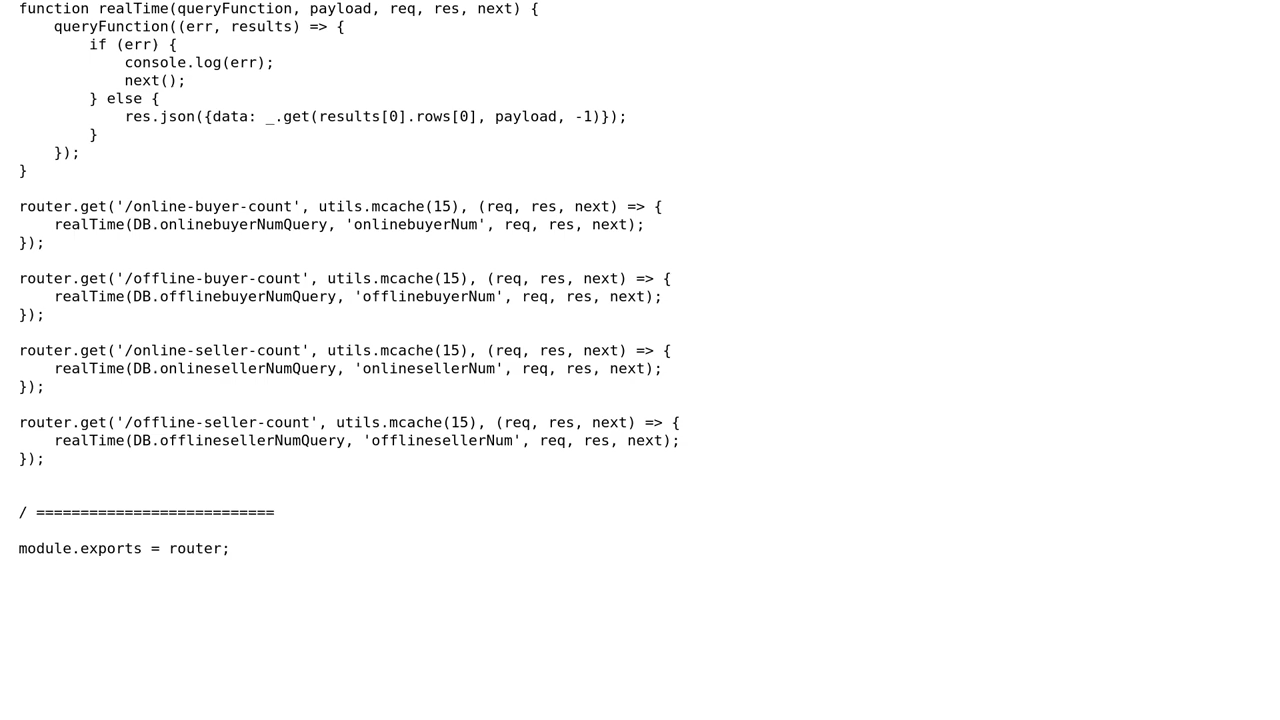 function realTime(queryFunction, payload, req, res, next) {
    queryFunction((err, results) => {
        if (err) {
            console.log(err);
            next();
        } else {
            res.json({data: _.get(results[0].rows[0], payload, -1)});
        }
    });
}

router.get('/online-buyer-count', utils.mcache(15), (req, res, next) => {
    realTime(DB.onlinebuyerNumQuery, 'onlinebuyerNum', req, res, next);
});

router.get('/offline-buyer-count', utils.mcache(15), (req, res, next) => {
    realTime(DB.offlinebuyerNumQuery, 'offlinebuyerNum', req, res, next);
});

router.get('/online-seller-count', utils.mcache(15), (req, res, next) => {
    realTime(DB.onlinesellerNumQuery, 'onlinesellerNum', req, res, next);
});

router.get('/offline-seller-count', utils.mcache(15), (req, res, next) => {
    realTime(DB.offlinesellerNumQuery, 'offlinesellerNum', req, res, next);
});


/ ===========================

module.exports = router;